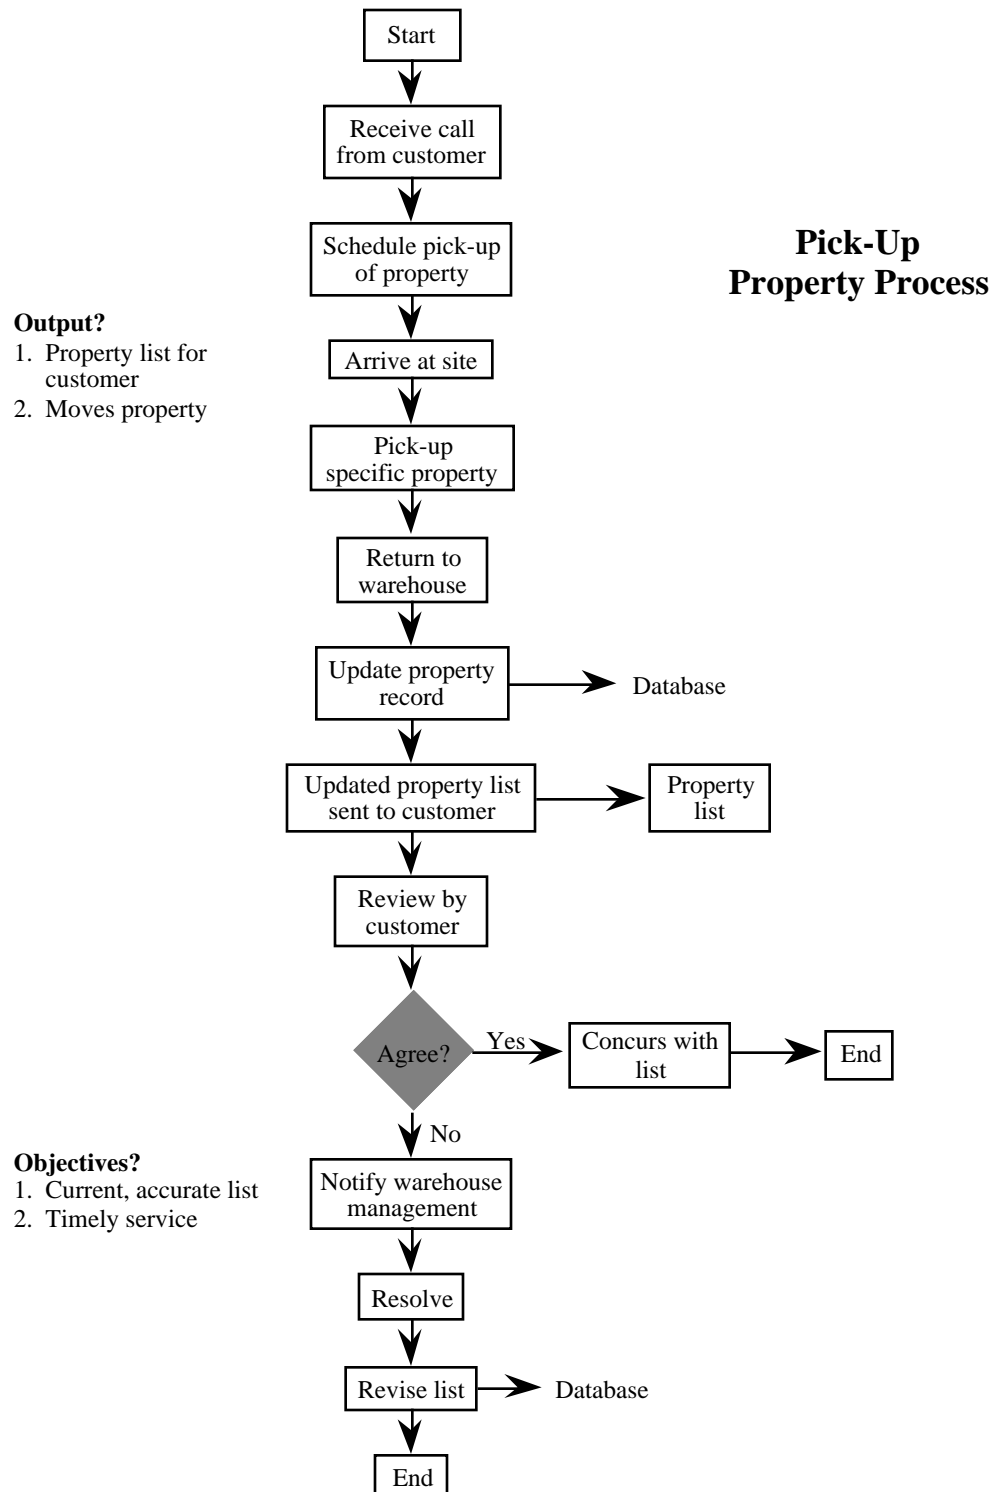 Start
Receive call
from customer
Schedule pick-up
of property
Pick-Up
Property Process
Output?
1. Property list for
customer
2. Moves property
Arrive at site
Pick-up
specific property
Return to
warehouse
Update property
record
Database
Updated property list
sent to customer
Property
list
Review by
customer
Agree?
Yes
Concurs with
list
End
No
Objectives?
1. Current, accurate list
2. Timely service
Notify warehouse
management
Resolve
Revise list
Database
End